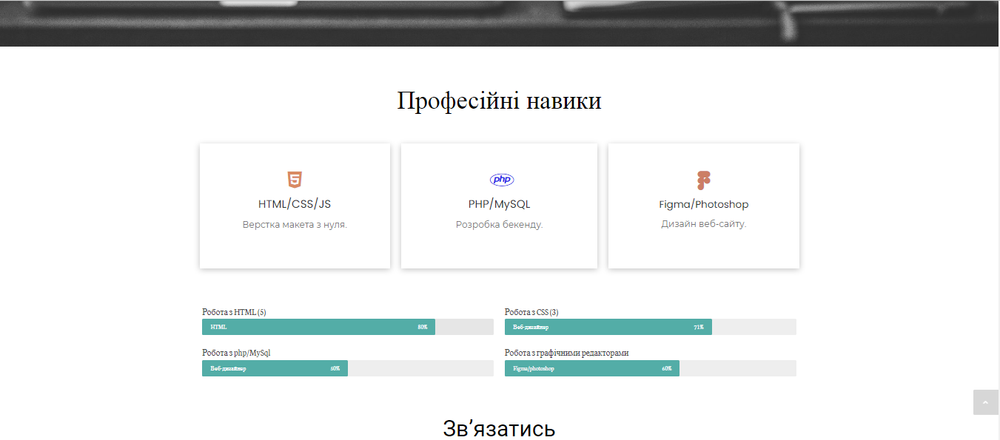 Професійні навики
5
php
HTML/CSS/JS
PHP/MySQL
Figma/Photoshop
Верстка макета з нуля.
Розробка бекенду.
Дизайн веб-сайту.
Робота з HTML (5)
Робота з CSS (3)
HTML 80%
Веб-дизайнер 71%
Робота з php/MySql
Робота з графічними редакторами
Веб-дизайнер 50%
Figma/photoshop 60%
Зв’язатись